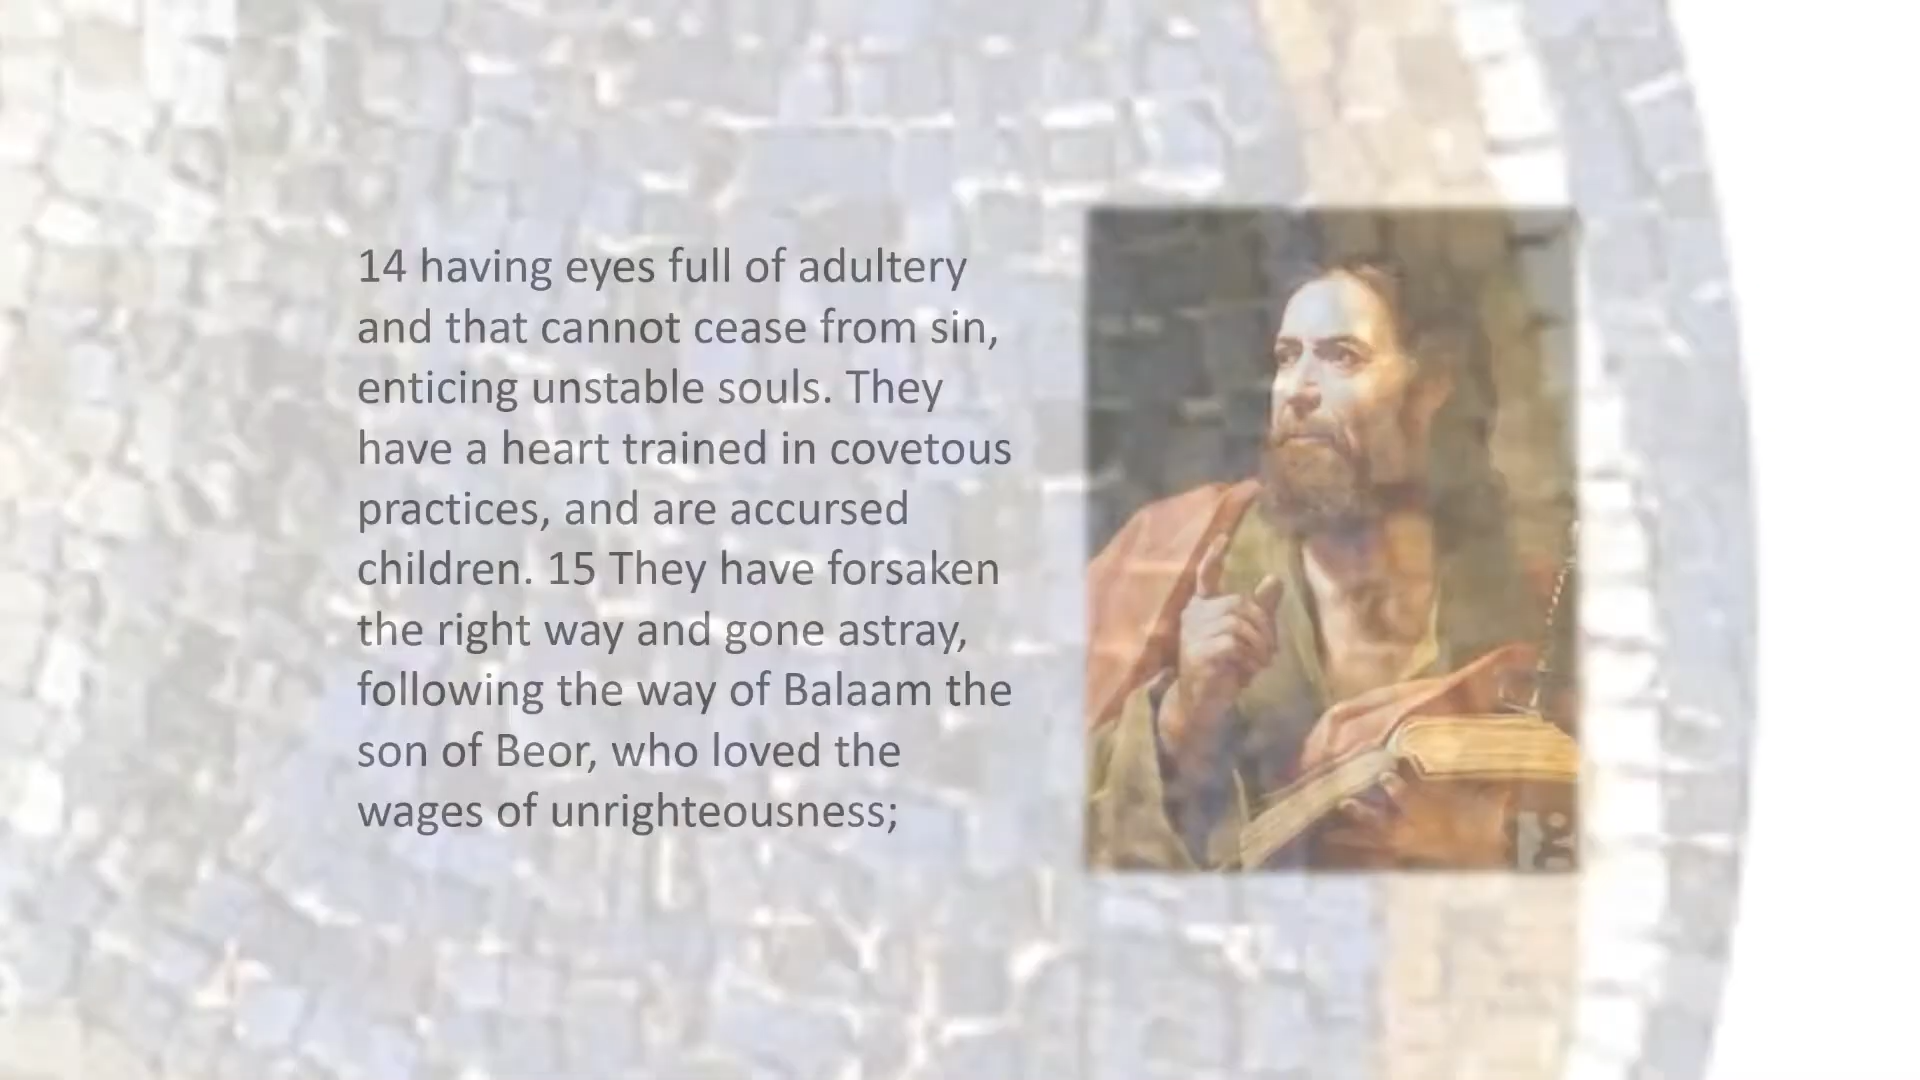 14 having eyes full of adultery
and that cannot cease from sin,
enticing unstable souls. They
have a heart trained in covetous
practices, and are accursed
children. 15 They have forsaken
the right way and gone astray,
following the way of Balaam the
son of Beor, who loved the
wages of unrighteousness;